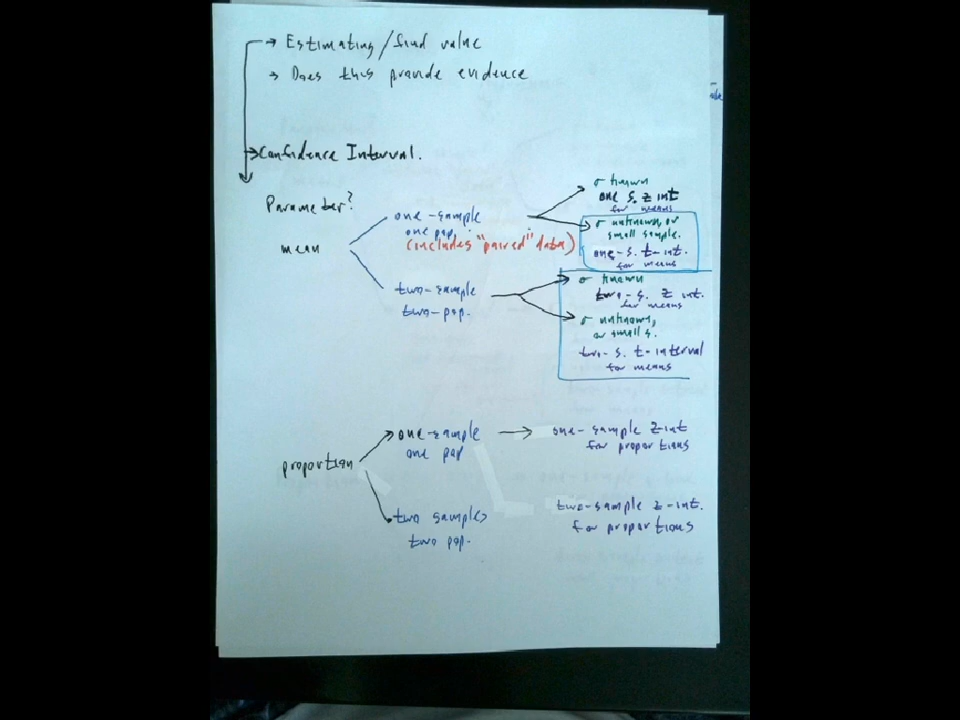 → Estimating/find value
→ Does this provide evidence
→ Confidence Interval.
Parameter?
mean
one-sample
one pop.
(includes "paired" data)
σ known
one s. z int
for means
σ unknown, or
small sample.
one-s. t-int.
for means
two-sample
two-pop.
σ known
two-s. z int.
for means
σ unknown,
or small s.
two-s. t-interval
for means
proportion
one-sample
one pop
one-sample z int
for proportions
two samples
two pop.
two-sample z-int.
for proportions